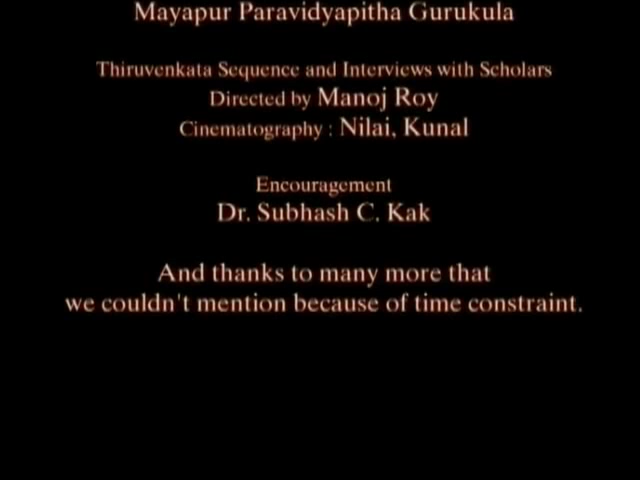 Mayapur Paravidyapitha Gurukula
Thiruvenkata Sequence and Interviews with Scholars
Directed by Manoj Roy
Cinematography : Nilai, Kunal
Encouragement
Dr. Subhash C. Kak
And thanks to many more that
we couldn't mention because of time constraint.